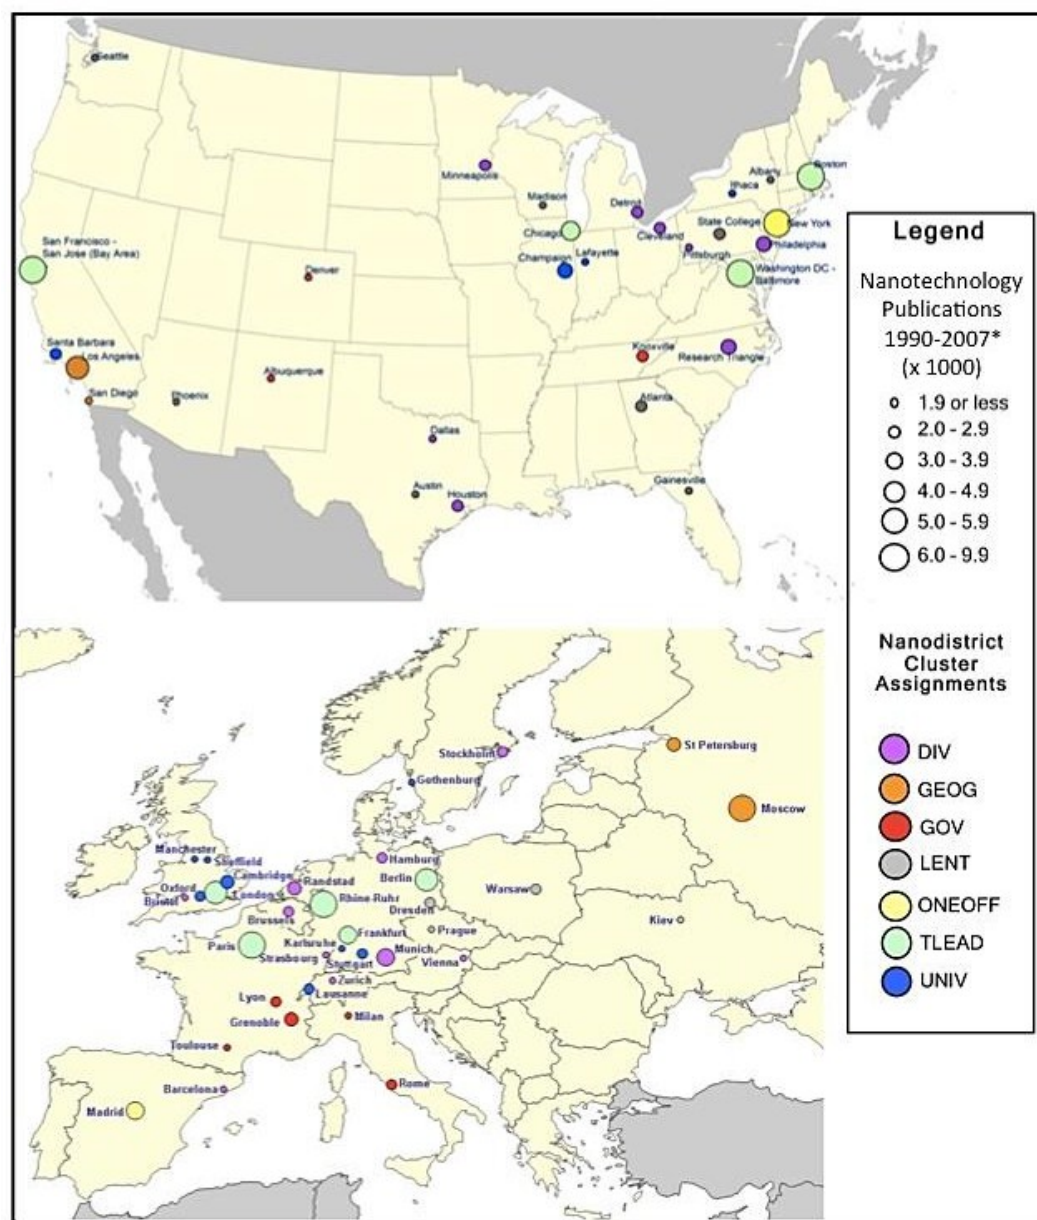 Seattle
Minneapolis
Madison
Detroit
Albany
Ithaca
Boston
Chicago
Cleveland
State College
New York
Philadelphia
Pittsburgh
Champaion
Lafayette
Washington DC -
Baltimore
San Francisco -
San Jose (Bay Area)
Denver
Santa Barbara
Los Angeles
San Diego
Phoenix
Albuquerque
Knoxville
Research Triangle
Atlanta
Dallas
Austin
Houston
Gainesville
Legend
Nanotechnology
Publications
1990-2007*
(x 1000)
1.9 or less
2.0 - 2.9
3.0 - 3.9
4.0 - 4.9
5.0 - 5.9
6.0 - 9.9
Nanodistrict
Cluster
Assignments
DIV
GEOG
GOV
LENT
ONEOFF
TLEAD
UNIV
Stockholm
Gothenburg
St Petersburg
Moscow
Manchester
Sheffield
Cambridge
Oxford
London
Bristol
Hamburg
Randstad
Berlin
Rhine-Ruhr
Warsaw
Dresden
Brussels
Kiev
Prague
Frankfurt
Karlsruhe
Paris
Strasbourg
Stuttgart
Munich
Vienna
Zurich
Lausanne
Lyon
Grenoble
Milan
Toulouse
Rome
Barcelona
Madrid